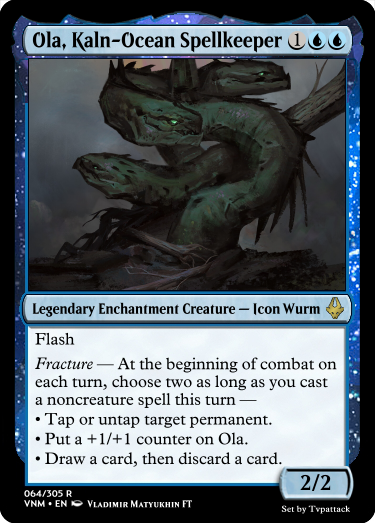 Ola, Kaln-Ocean Spellkeeper 1
Legendary Enchantment Creature — Icon Wurm
Flash
Fracture — At the beginning of combat on
each turn, choose two as long as you cast
a noncreature spell this turn —
• Tap or untap target permanent.
• Put a +1/+1 counter on Ola.
• Draw a card, then discard a card.
2/2
064/305 R
VNM • EN Vladimir Matyukhin FT
Set by Tvpattack